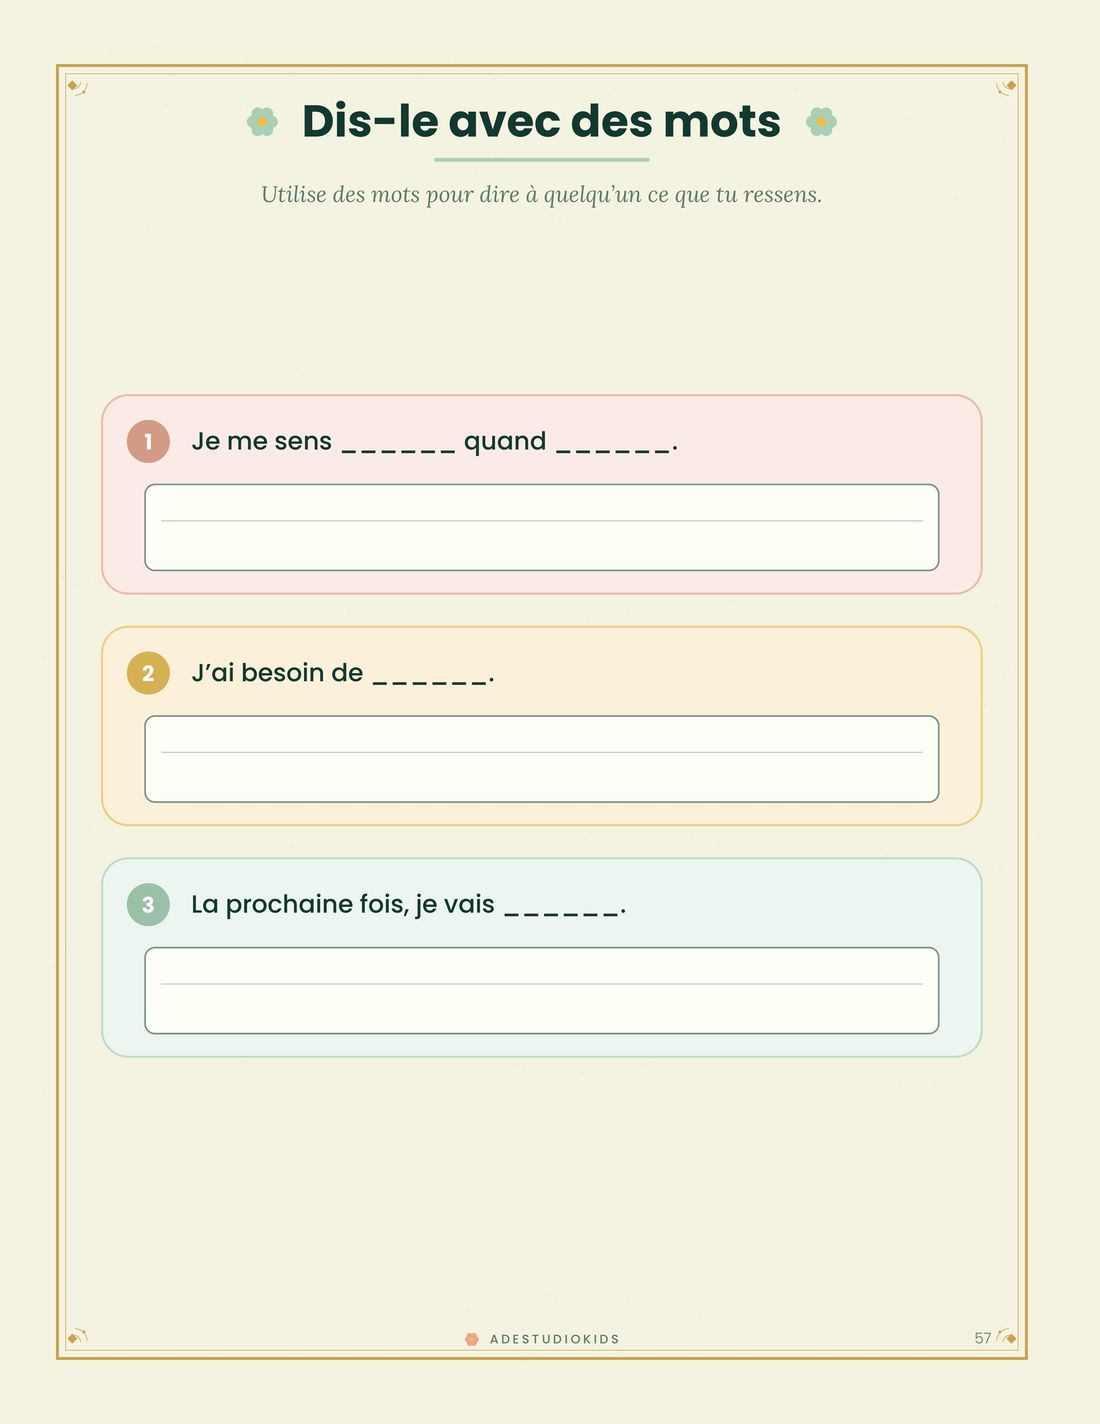 Dis-le avec des mots
Utilise des mots pour dire à quelqu’un ce que tu ressens.
1 Je me sens ______ quand ______.
2 J’ai besoin de ______.
3 La prochaine fois, je vais ______.
ADESTUDIOKIDS
57